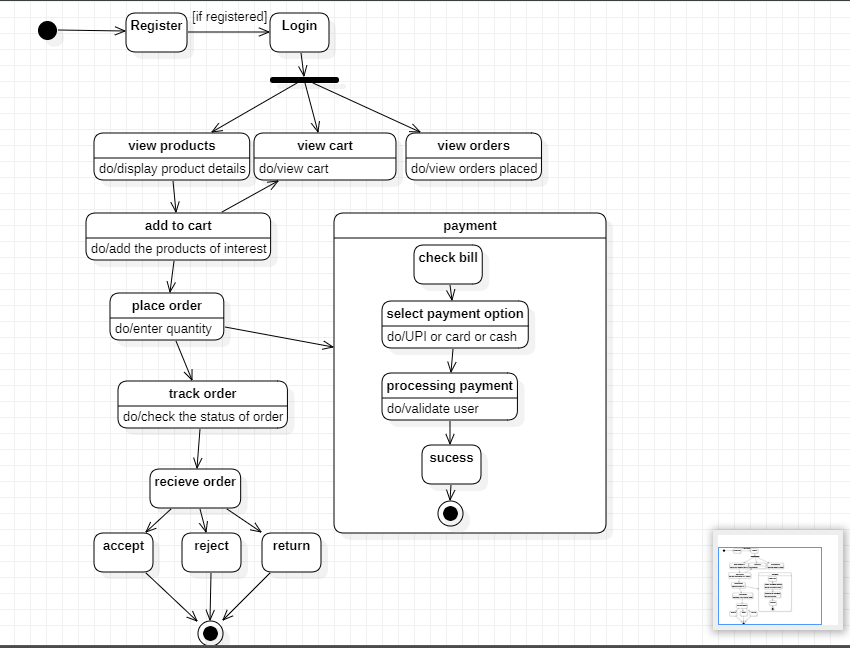 Register
[if registered]
Login
view products
do/display product details
view cart
do/view cart
view orders
do/view orders placed
add to cart
do/add the products of interest
place order
do/enter quantity
track order
do/check the status of order
recieve order
accept
reject
return
payment
check bill
select payment option
do/UPI or card or cash
processing payment
do/validate user
sucess